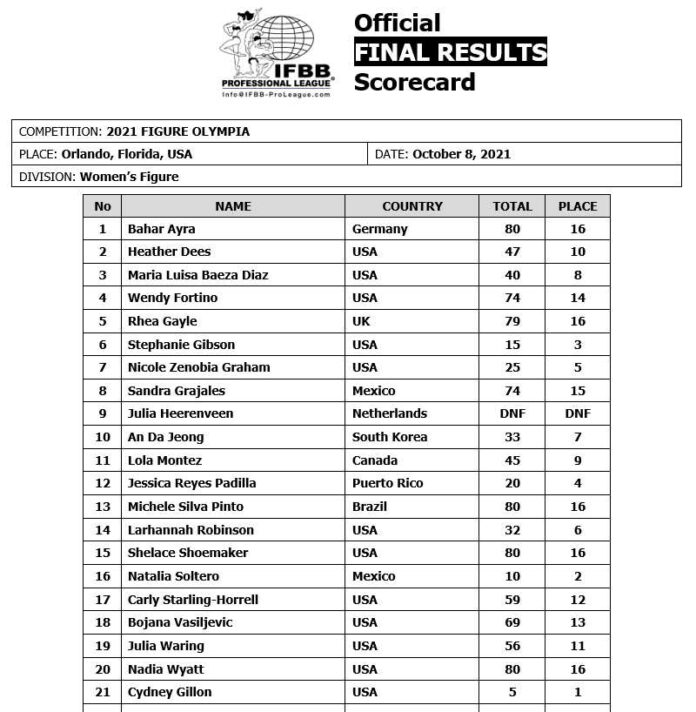 IFBB
PROFESSIONAL LEAGUE®
Info@IFBB-ProLeague.com
Official
FINAL RESULTS
Scorecard
COMPETITION: 2021 FIGURE OLYMPIA
PLACE: Orlando, Florida, USA DATE: October 8, 2021
DIVISION: Women's Figure
No NAME COUNTRY TOTAL PLACE
1 Bahar Ayra Germany 80 16
2 Heather Dees USA 47 10
3 Maria Luisa Baeza Diaz USA 40 8
4 Wendy Fortino USA 74 14
5 Rhea Gayle UK 79 16
6 Stephanie Gibson USA 15 3
7 Nicole Zenobia Graham USA 25 5
8 Sandra Grajales Mexico 74 15
9 Julia Heerenveen Netherlands DNF DNF
10 An Da Jeong South Korea 33 7
11 Lola Montez Canada 45 9
12 Jessica Reyes Padilla Puerto Rico 20 4
13 Michele Silva Pinto Brazil 80 16
14 Larhannah Robinson USA 32 6
15 Shelace Shoemaker USA 80 16
16 Natalia Soltero Mexico 10 2
17 Carly Starling-Horrell USA 59 12
18 Bojana Vasiljevic USA 69 13
19 Julia Waring USA 56 11
20 Nadia Wyatt USA 80 16
21 Cydney Gillon USA 5 1